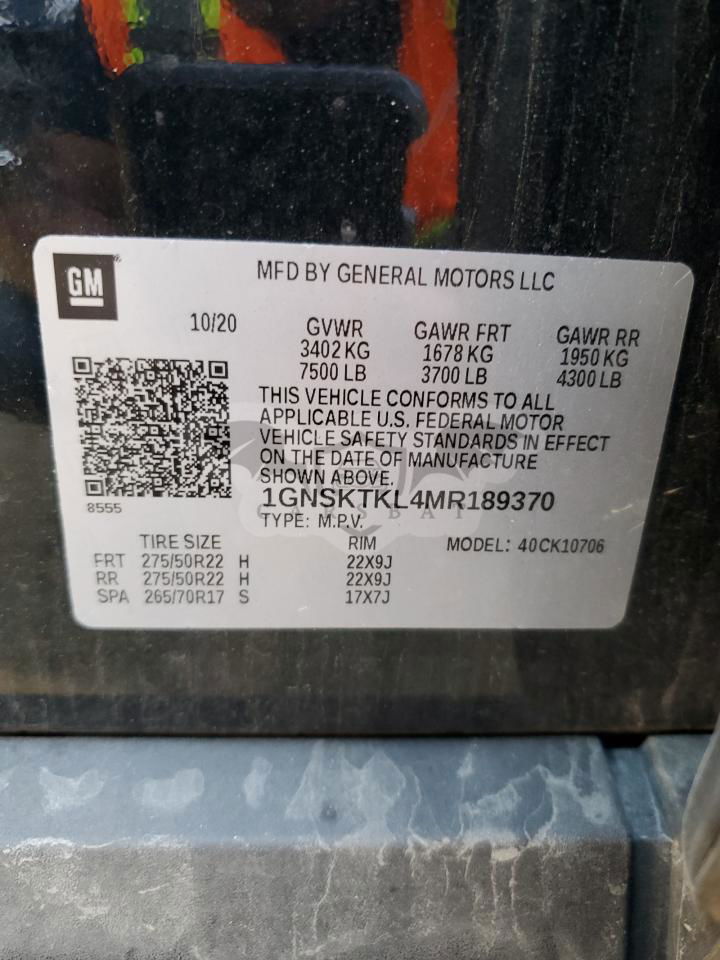 GM
MFD BY GENERAL MOTORS LLC
10/20
GVWR GAWR FRT GAWR RR
3402 KG 1678 KG 1950 KG
7500 LB 3700 LB 4300 LB
THIS VEHICLE CONFORMS TO ALL
APPLICABLE U.S. FEDERAL MOTOR
VEHICLE SAFETY STANDARDS IN EFFECT
ON THE DATE OF MANUFACTURE
SHOWN ABOVE.
8555
1GNSKTKL4MR189370
CARSBAT
TYPE: M.P.V.
TIRE SIZE RIM MODEL: 40CK10706
FRT 275/50R22 H 22X9J
RR 275/50R22 H 22X9J
SPA 265/70R17 S 17X7J